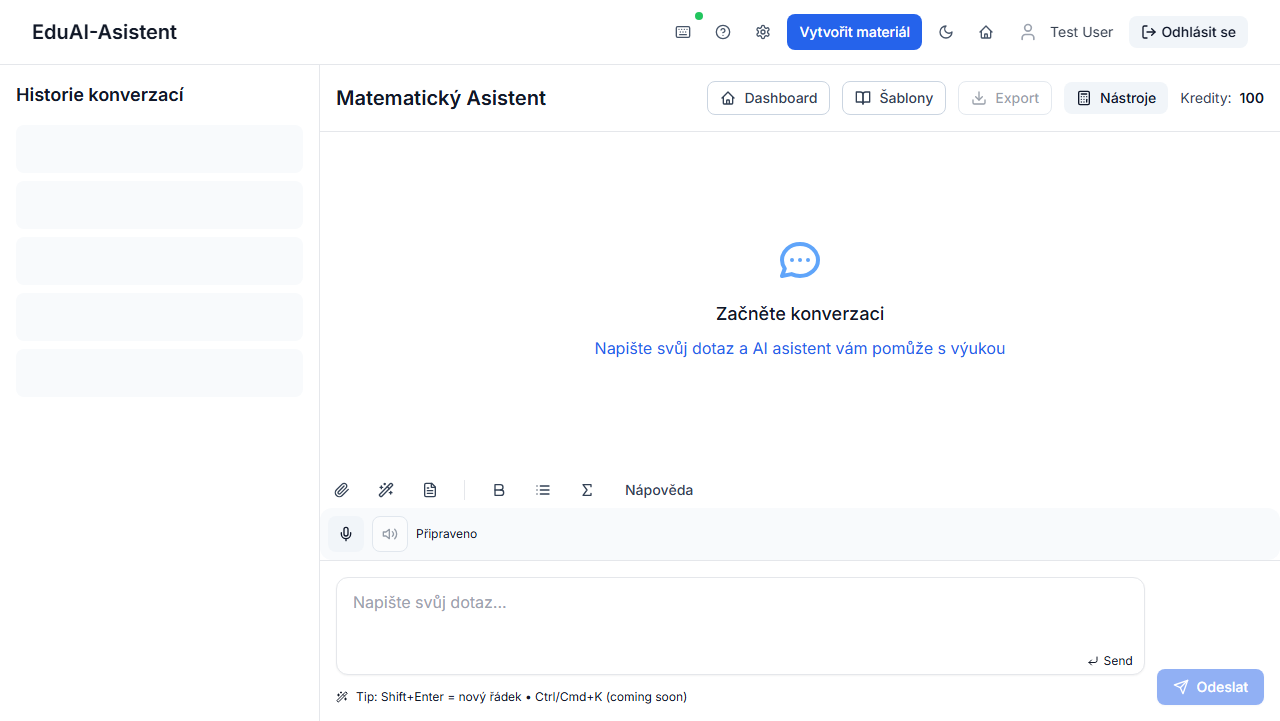 EduAI-Asistent
Vytvořit materiál
Test User
Odhlásit se
Historie konverzací
Matematický Asistent
Dashboard
Šablony
Export
Nástroje
Kredity: 100
Začněte konverzaci
Napište svůj dotaz a AI asistent vám pomůže s výukou
Nápověda
Připraveno
Napište svůj dotaz...
Send
Tip: Shift+Enter = nový řádek • Ctrl/Cmd+K (coming soon)
Odeslat